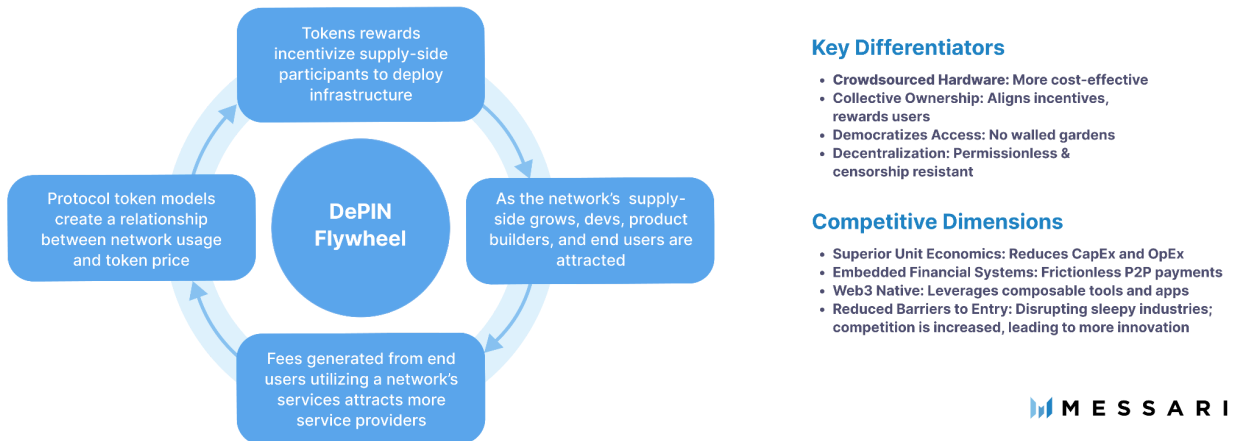 Tokens rewards
incentivize supply-side
participants to deploy
infrastructure
As the network's supply-
side grows, devs, product
builders, and end users are
attracted
Fees generated from end
users utilizing a network's
services attracts more
service providers
Protocol token models
create a relationship
between network usage
and token price
DePIN
Flywheel
Key Differentiators
• Crowdsourced Hardware: More cost-effective
• Collective Ownership: Aligns incentives,
rewards users
• Democratizes Access: No walled gardens
• Decentralization: Permissionless &
censorship resistant
Competitive Dimensions
• Superior Unit Economics: Reduces CapEx and OpEx
• Embedded Financial Systems: Frictionless P2P payments
• Web3 Native: Leverages composable tools and apps
• Reduced Barriers to Entry: Disrupting sleepy industries;
competition is increased, leading to more innovation
MESSARI